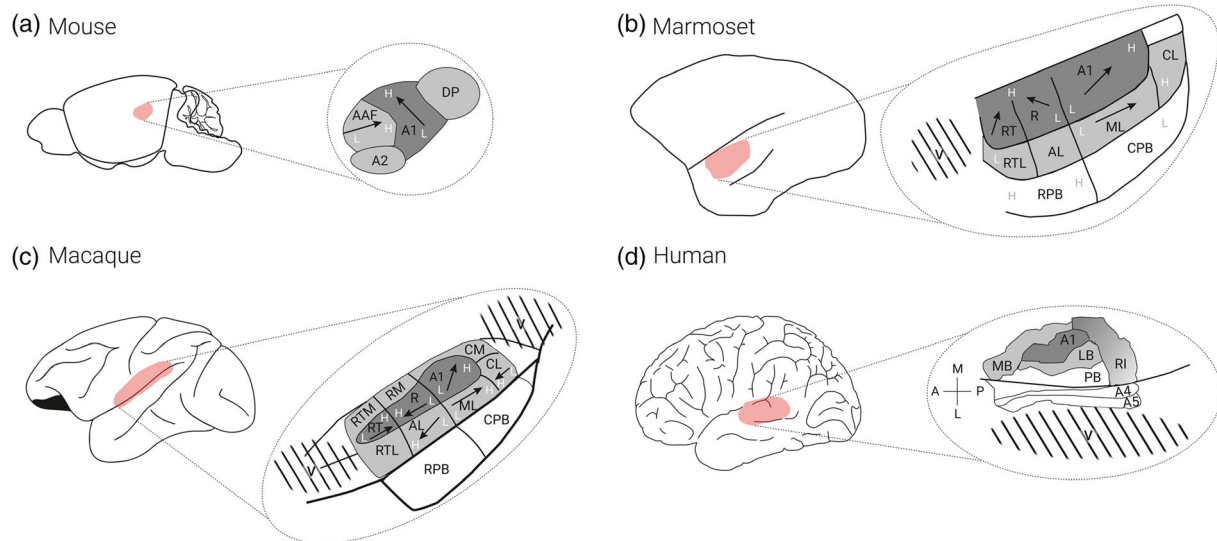 (a) Mouse
H
DP
AAF
L
H
A1
L
A2
(b) Marmoset
H
CL
A1
H
H
R
L
RT
L
ML
L
L
RTL
AL
CPB
H
H
RPB
V
(c) Macaque
V
CM
A1
H
CL
L
RM
R
L
H
H
RTM
H
H
L
ML
RT
L
AL
L
CPB
L
H
V
RTL
RPB
(d) Human
A1
M
MB
LB
RI
A
P
PB
A4
L
A5
V